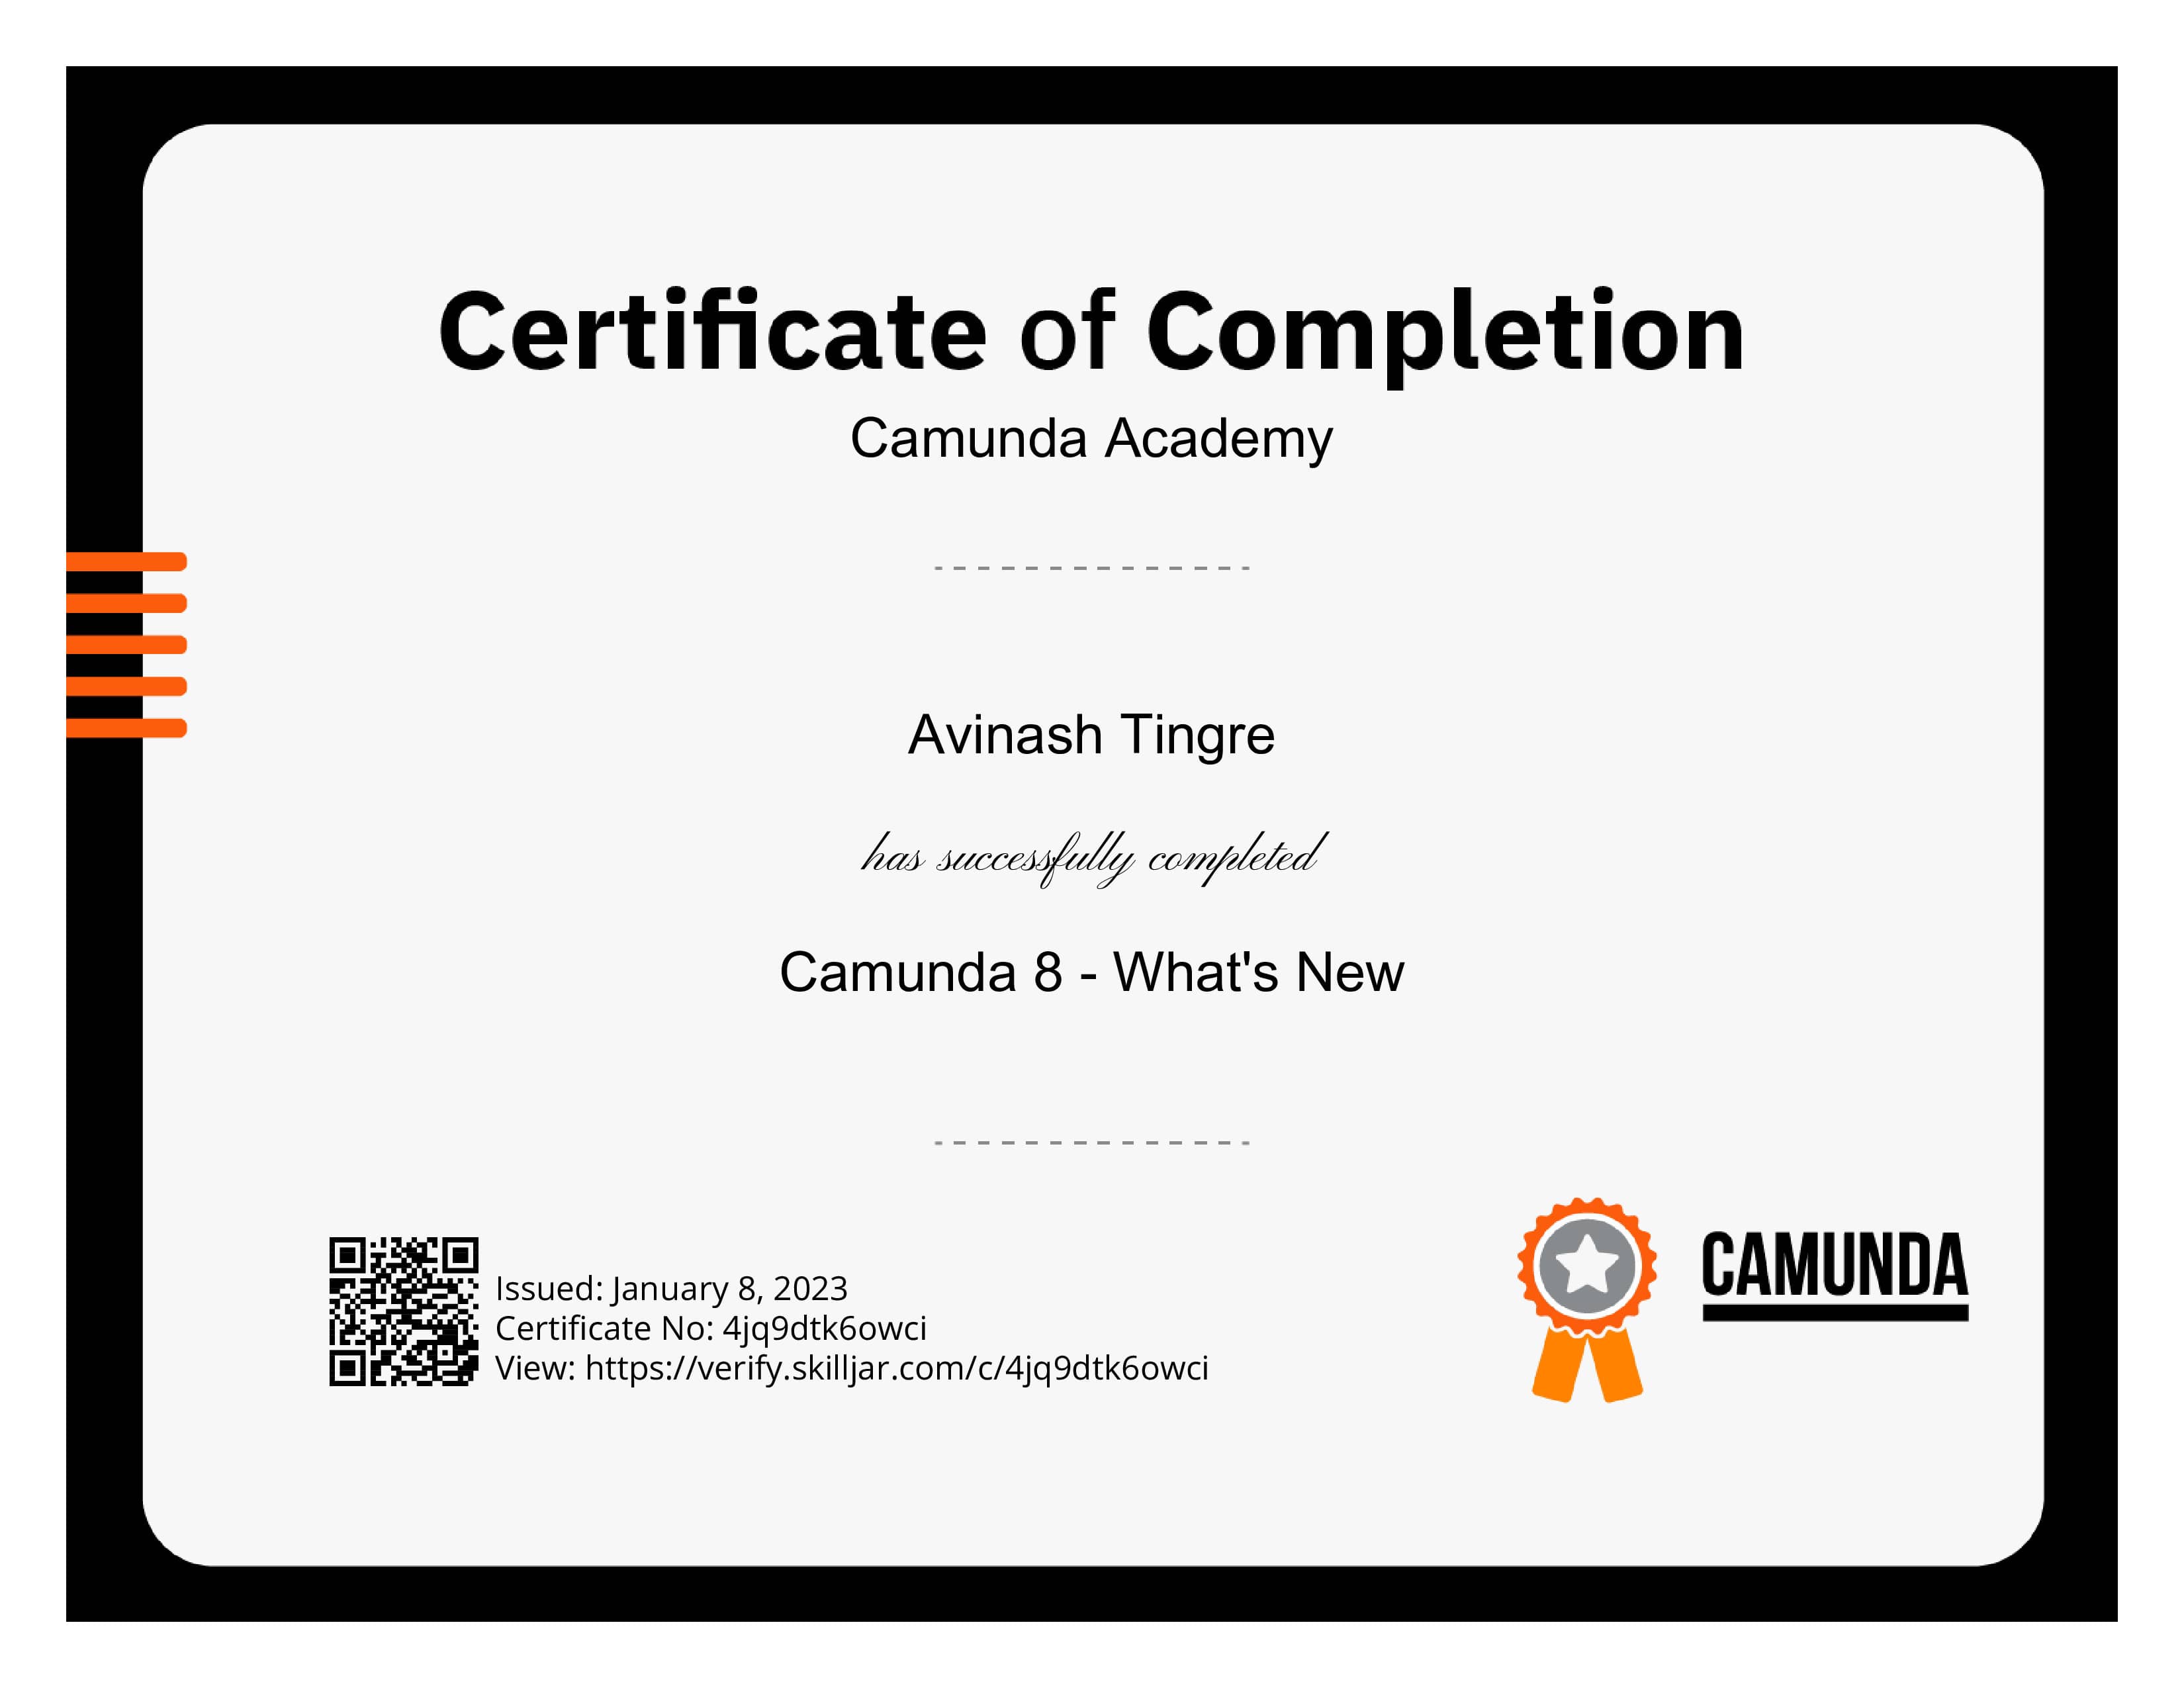 Certificate of Completion
Camunda Academy
Avinash Tingre
has successfully completed
Camunda 8 - What's New
Issued: January 8, 2023
Certificate No: 4jq9dtk6owci
View: https://verify.skilljar.com/c/4jq9dtk6owci
CAMUNDA